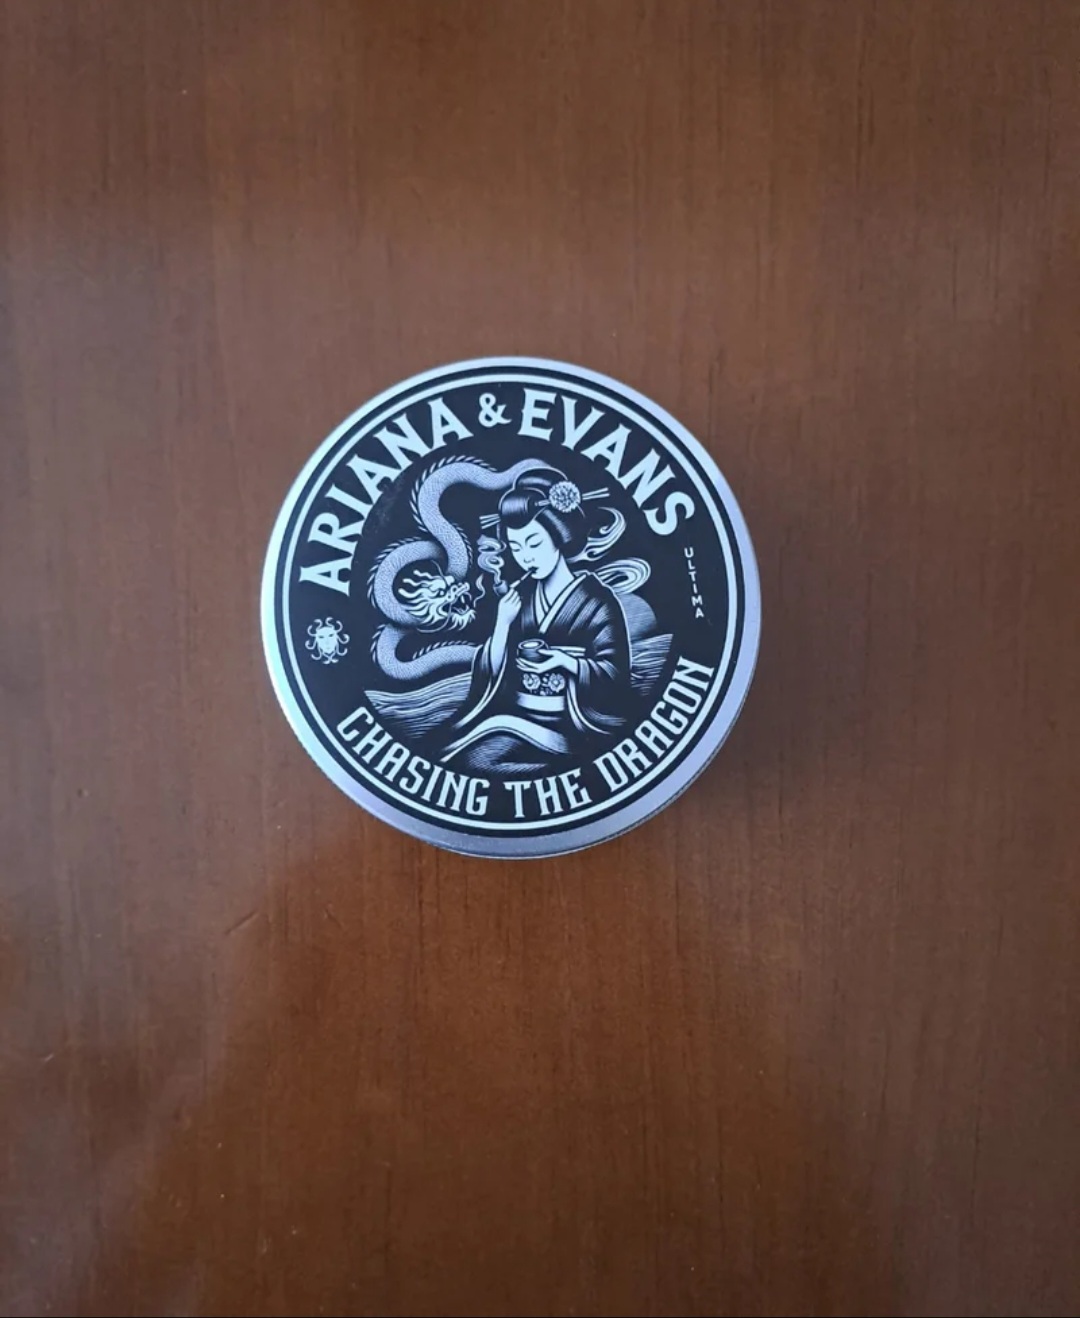 ARIANA & EVANS
ULTIMA
CHASING THE DRAGON